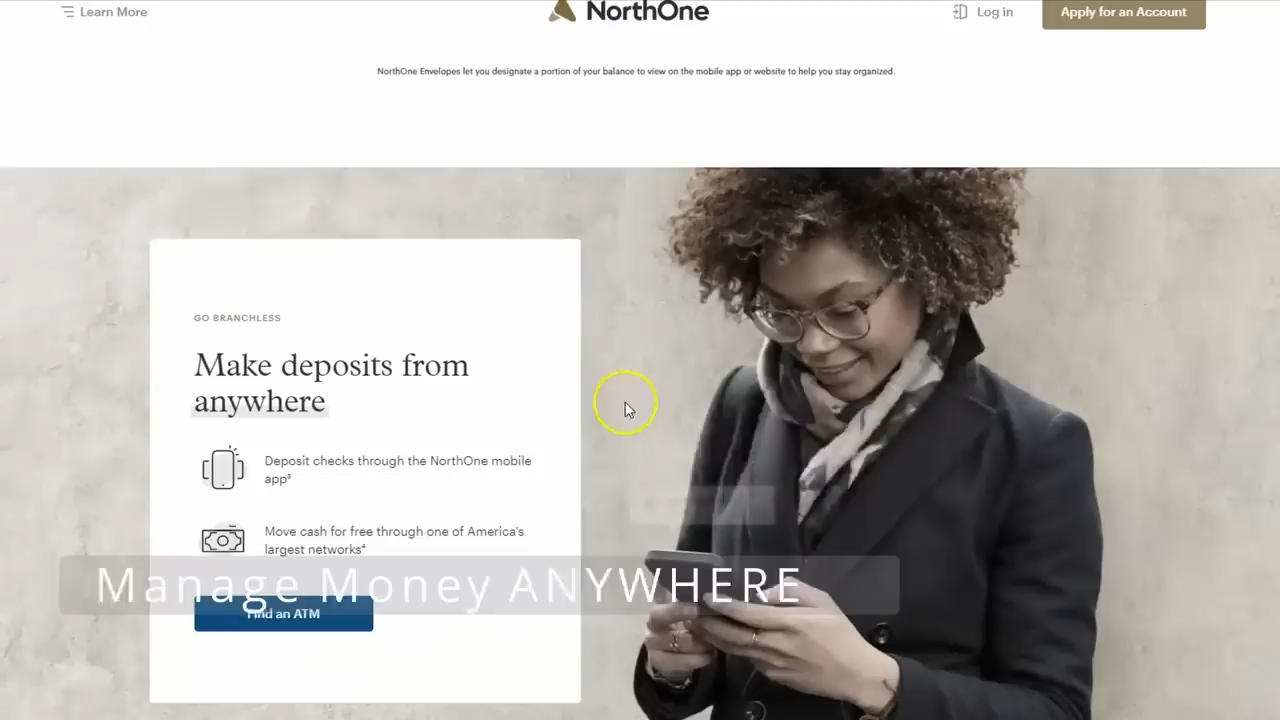 Learn More
NorthOne
Log in
Apply for an Account
NorthOne Envelopes let you designate a portion of your balance to view on the mobile app or website to help you stay organized.
GO BRANCHLESS
Make deposits from
anywhere
Deposit checks through the NorthOne mobile
app³
Move cash for free through one of America's
largest networks⁴
Manage Money ANYWHERE
Find an ATM